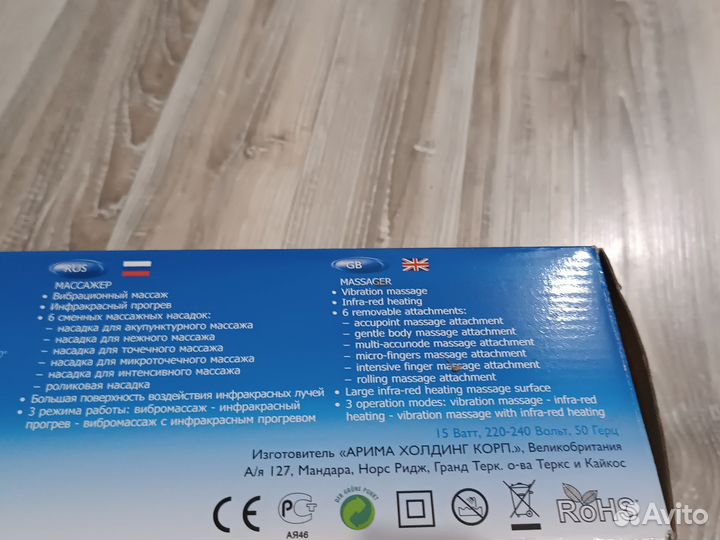 RUS
МАССАЖЕР
• Вибрационный массаж
• Инфракрасный прогрев
• 6 сменных массажных насадок:
– насадка для акупунктурного массажа
– насадка для нежного массажа
– насадка для точечного массажа
– насадка для микроточечного массажа
– насадка для интенсивного массажа
– роликовая насадка
• Большая поверхность воздействия инфракрасных лучей
• 3 режима работы: вибромассаж - инфракрасный
прогрев - вибромассаж с инфракрасным прогревом
GB
MASSAGER
• Vibration massage
• Infra-red heating
• 6 removable attachments:
– accupoint massage attachment
– gentle body massage attachment
– multi-accunode massage attachment
– micro-fingers massage attachment
– intensive finger massage attachment
– rolling massage attachment
• Large infra-red heating massage surface
• 3 operation modes: vibration massage - infra-red
heating - vibration massage with infra-red heating
15 Ватт, 220-240 Вольт, 50 Герц
Изготовитель «АРИМА ХОЛДИНГ КОРП.», Великобритания
А/я 127, Мандара, Норс Ридж, Гранд Терк. о-ва Теркс и Кайкос
CE
АЯ46
DER GRÜNE PUNKT
RoHS
Avito